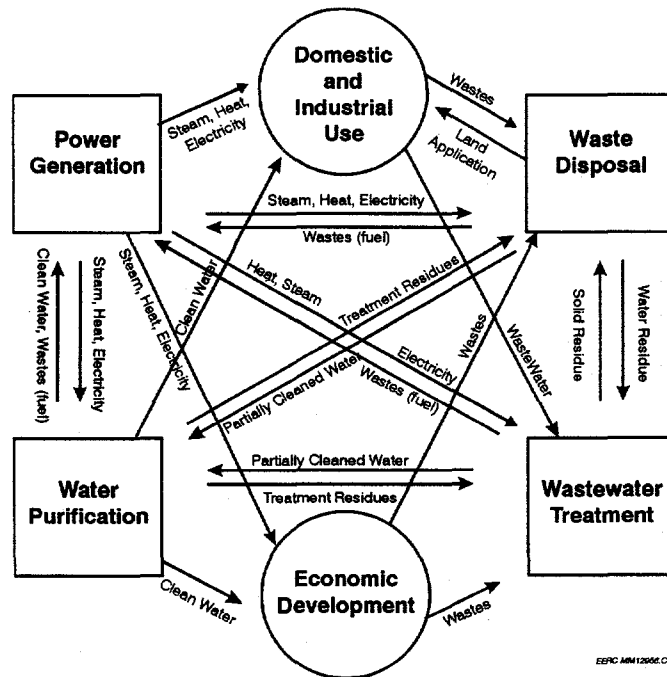 Domestic
and
Industrial
Use
Wastes
Steam, Heat,
Electricity
Land
Application
Power
Generation
Waste
Disposal
Steam, Heat, Electricity
Wastes (fuel)
Clean Water
Steam, Heat, Electricity
Heat, Steam
Electricity
Treatment Residues
Partially Cleaned Water
Wastes (fuel)
Wastes
WasteWater
Clean Water, Wastes (fuel)
Steam, Heat, Electricity
Solid Residue
Water Residue
Partially Cleaned Water
Treatment Residues
Water
Purification
Wastewater
Treatment
Economic
Development
Clean Water
Wastes